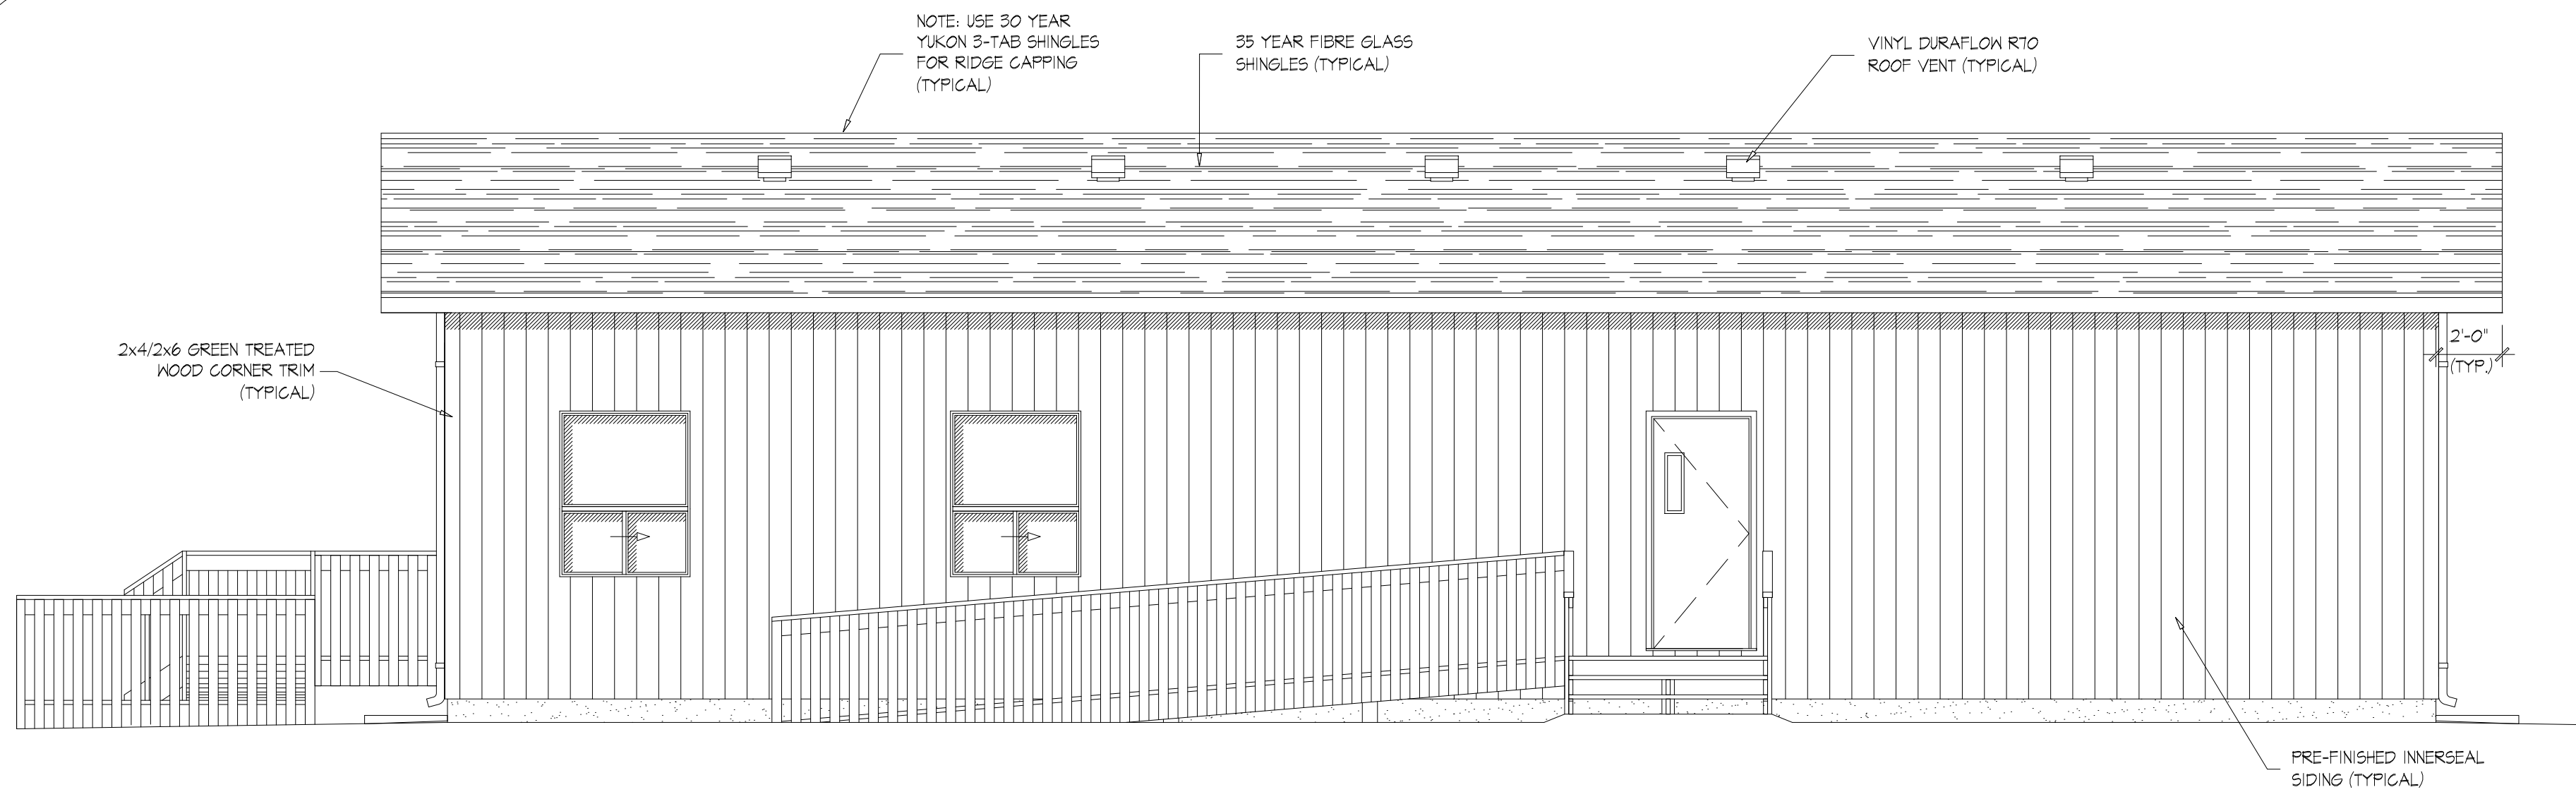 NOTE: USE 30 YEAR
YUKON 3-TAB SHINGLES
FOR RIDGE CAPPING
(TYPICAL)
35 YEAR FIBRE GLASS
SHINGLES (TYPICAL)
VINYL DURAFLOW R70
ROOF VENT (TYPICAL)
2x4/2x6 GREEN TREATED
WOOD CORNER TRIM
(TYPICAL)
2'-0"
(TYP.)
PRE-FINISHED INNERSEAL
SIDING (TYPICAL)